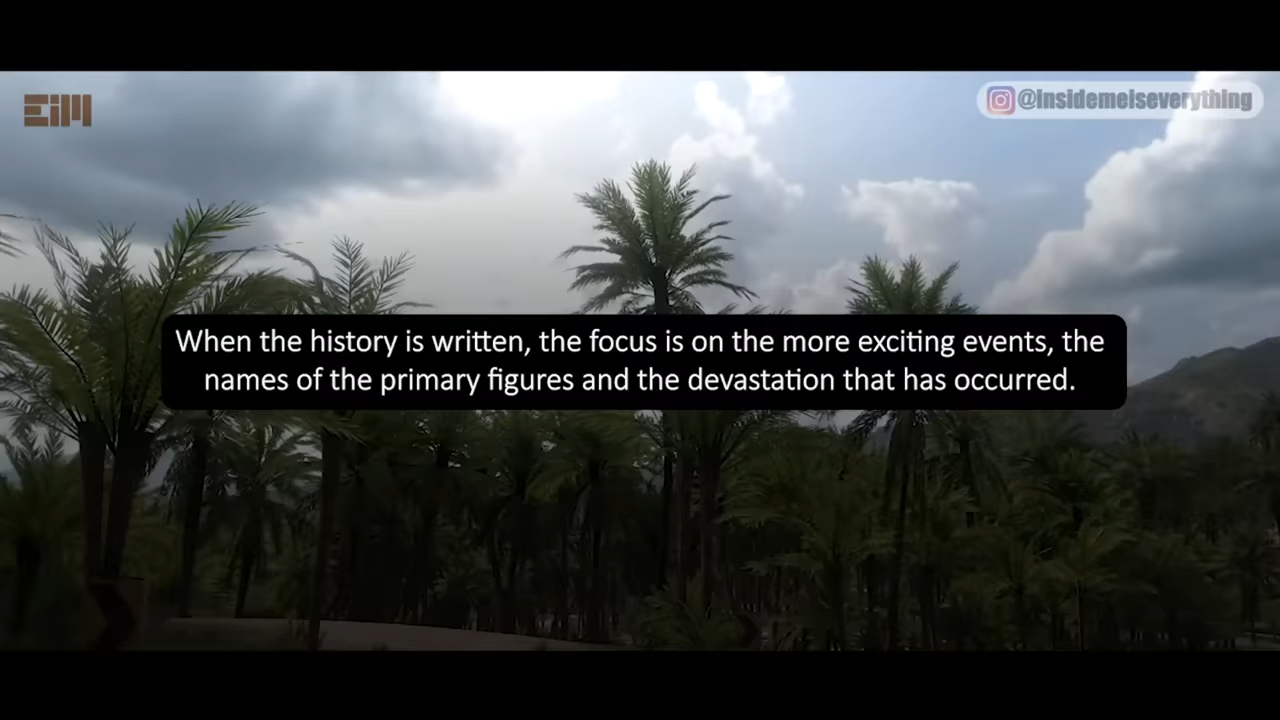 EiM
@Insidemeiseverything
When the history is written, the focus is on the more exciting events, the
names of the primary figures and the devastation that has occurred.